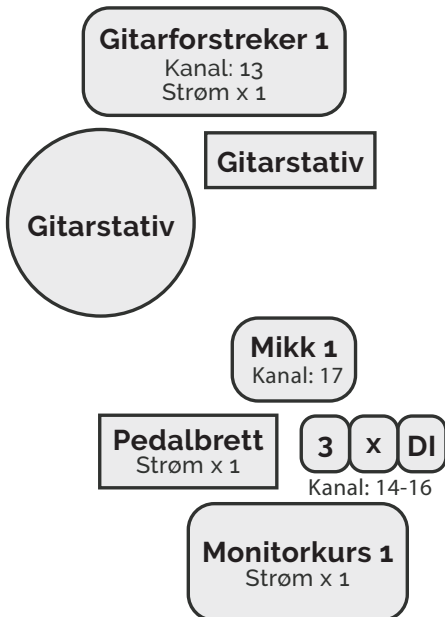 Gitarforstreker 1
Kanal: 13
Strøm x 1
Gitarstativ
Gitarstativ
Mikk 1
Kanal: 17
Pedalbrett
Strøm x 1
3 x DI
Kanal: 14-16
Monitorkurs 1
Strøm x 1